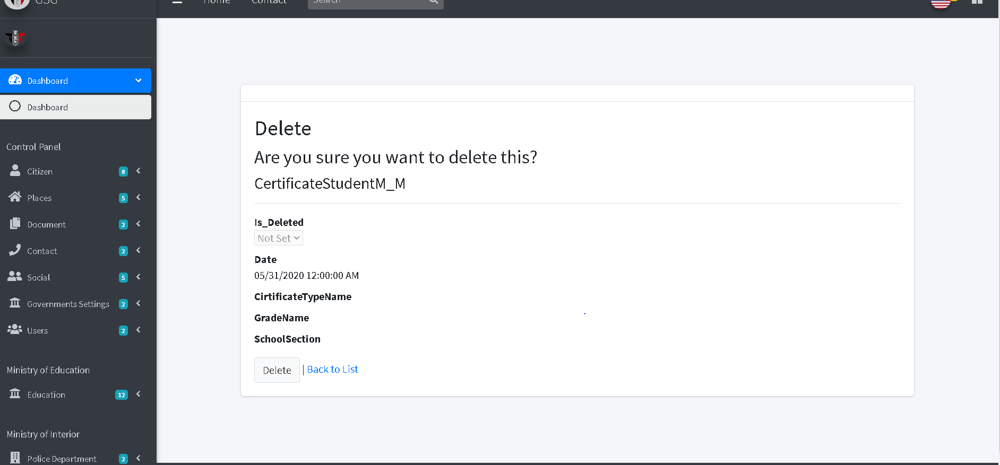 GSG
Home Contact Search
Dashboard
Dashboard
Control Panel
Citizen 8
Places 5
Document 2
Contact 2
Social 5
Governments Settings 2
Users 2
Ministry of Education
Education 12
Ministry of Interior
Police Department 2
Delete
Are you sure you want to delete this?
CertificateStudentM_M
Is_Deleted
Not Set
Date
05/31/2020 12:00:00 AM
CirtificateTypeName
GradeName
SchoolSection
Delete | Back to List